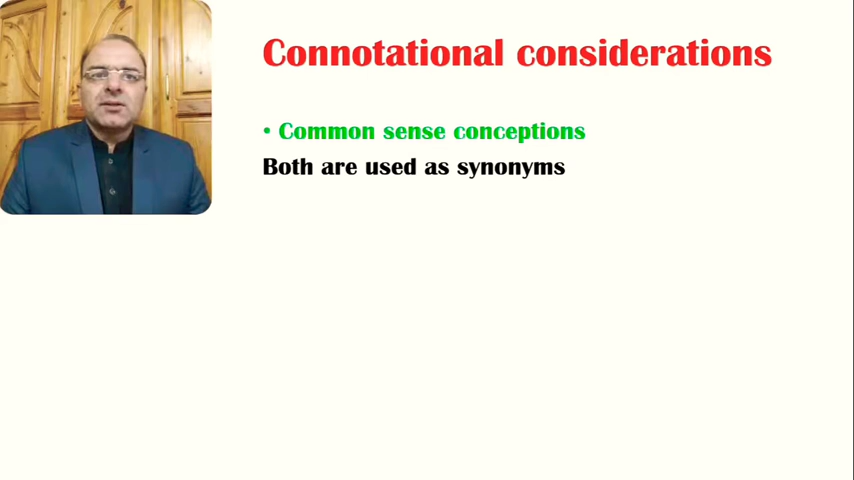 Connotational considerations
• Common sense conceptions
Both are used as synonyms